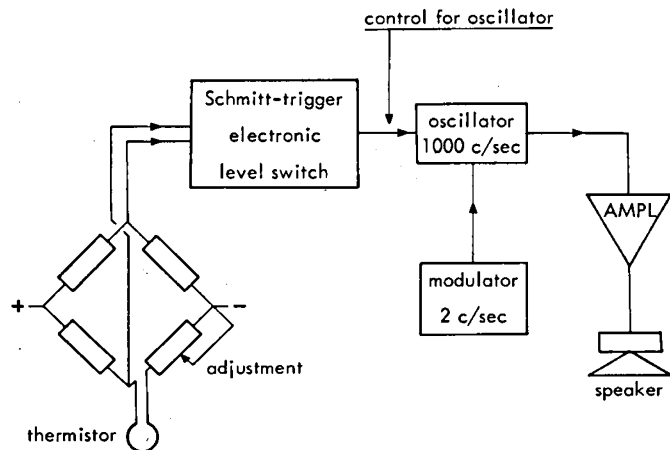 control for oscillator
Schmitt-trigger
electronic
level switch
oscillator
1000 c/sec
AMPL
modulator
2 c/sec
+
−
adjustment
speaker
thermistor